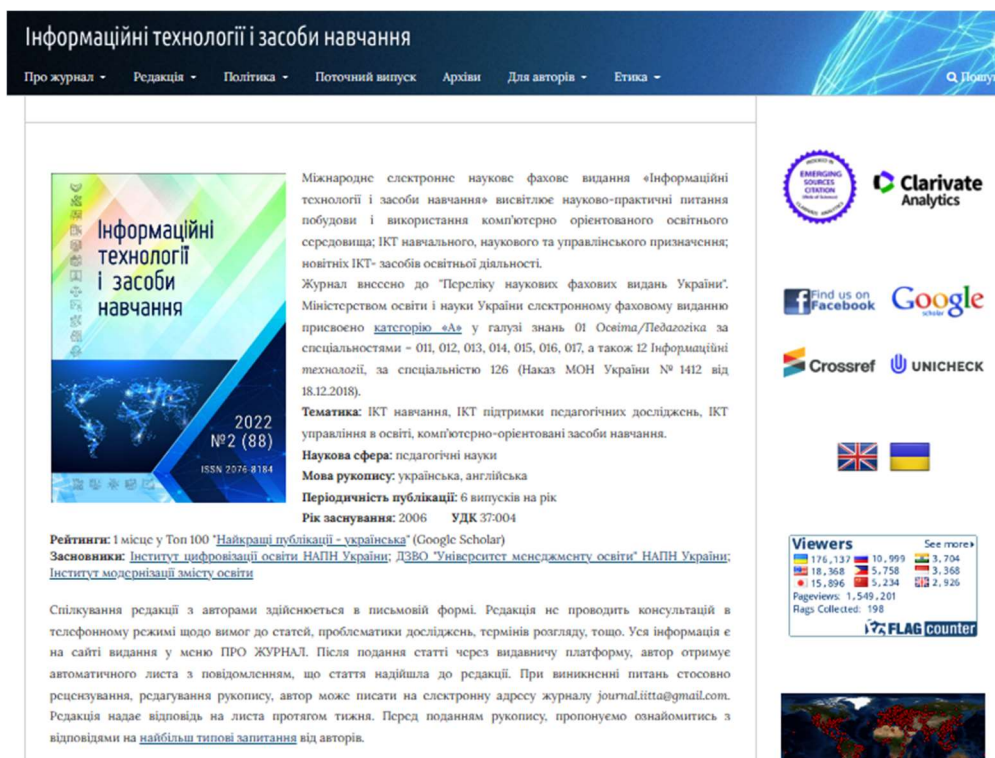 Інформаційні технології і засоби навчання
Про журнал Редакція Політика Поточний випуск Архіви Для авторів Етика
Інформаційні
технології
і засоби
навчання
2022
№2 (88)
ISSN 2076-8184
Міжнародне електронне наукове фахове видання «Інформаційні
технології і засоби навчання» висвітлює науково-практичні питання
побудови і використання комп'ютерно орієнтованого освітнього
середовища; ІКТ навчального, наукового та управлінського призначення;
новітніх ІКТ- засобів освітньої діяльності.
Журнал внесено до "Переліку наукових фахових видань України".
Міністерством освіти і науки України електронному фаховому виданню
присвоєно категорію «А» у галузі знань 01 Освіта/Педагогіка за
спеціальностями – 011, 012, 013, 014, 015, 016, 017, а також 12 Інформаційні
технології, за спеціальністю 126 (Наказ МОН України № 1412 від
18.12.2018).
Тематика: ІКТ навчання, ІКТ підтримки педагогічних досліджень, ІКТ
управління в освіті, комп'ютерно-орієнтовані засоби навчання.
Наукова сфера: педагогічні науки
Мова рукопису: українська, англійська
Періодичність публікації: 6 випусків на рік
Рік заснування: 2006 УДК 37:004
Рейтинги: 1 місце у Топ 100 "Найкращі публікації - українська" (Google Scholar)
Засновники: Інститут цифровізації освіти НАПН України; ДЗВО "Університет менеджменту освіти" НАПН України;
Інститут модернізації змісту освіти
Спілкування редакції з авторами здійснюється в письмовій формі. Редакція не проводить консультацій в
телефонному режимі щодо вимог до статей, проблематики досліджень, термінів розгляду, тощо. Уся інформація є
на сайті видання у меню ПРО ЖУРНАЛ. Після подання статті через видавничу платформу, автор отримує
автоматичного листа з повідомленням, що стаття надійшла до редакції. При виникненні питань стосовно
рецензування, редагування рукопису, автор може писати на електронну адресу журналу journal.iitta@gmail.com.
Редакція надає відповідь на листа протягом тижня. Перед поданням рукопису, пропонуємо ознайомитись з
відповідями на найбільш типові запитання від авторів.
EMERGING
SOURCES
CITATION
CLARIVATE ANALYTICS
Clarivate
Analytics
Find us on
Facebook
Google
scholar
Crossref
UNICHECK
Viewers See more
176,137 10,999 3,704
18,368 5,758 3,368
15,896 5,234 2,926
Pageviews: 1,549,201
Flags Collected: 198
FLAG counter